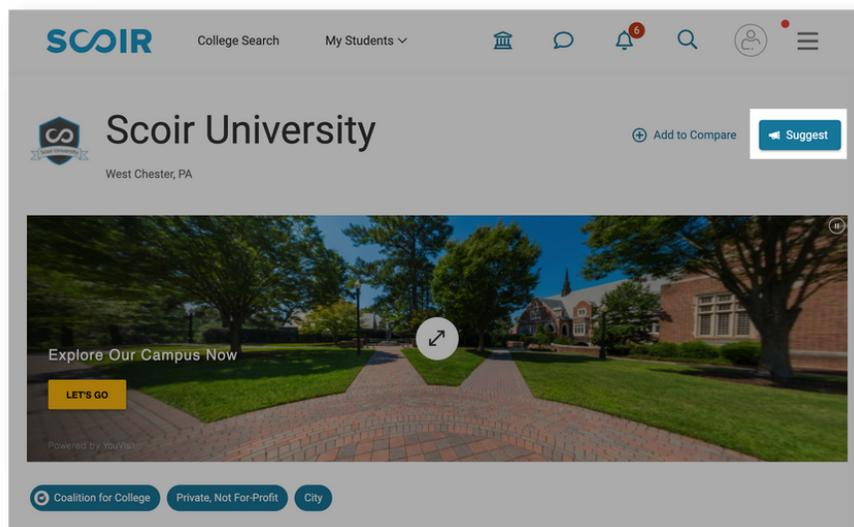 SCOIR College Search My Students 6
Scoir University
Add to Compare Suggest
West Chester, PA
Explore Our Campus Now
LET'S GO
Powered by YouVisit
Coalition for College Private, Not For-Profit City